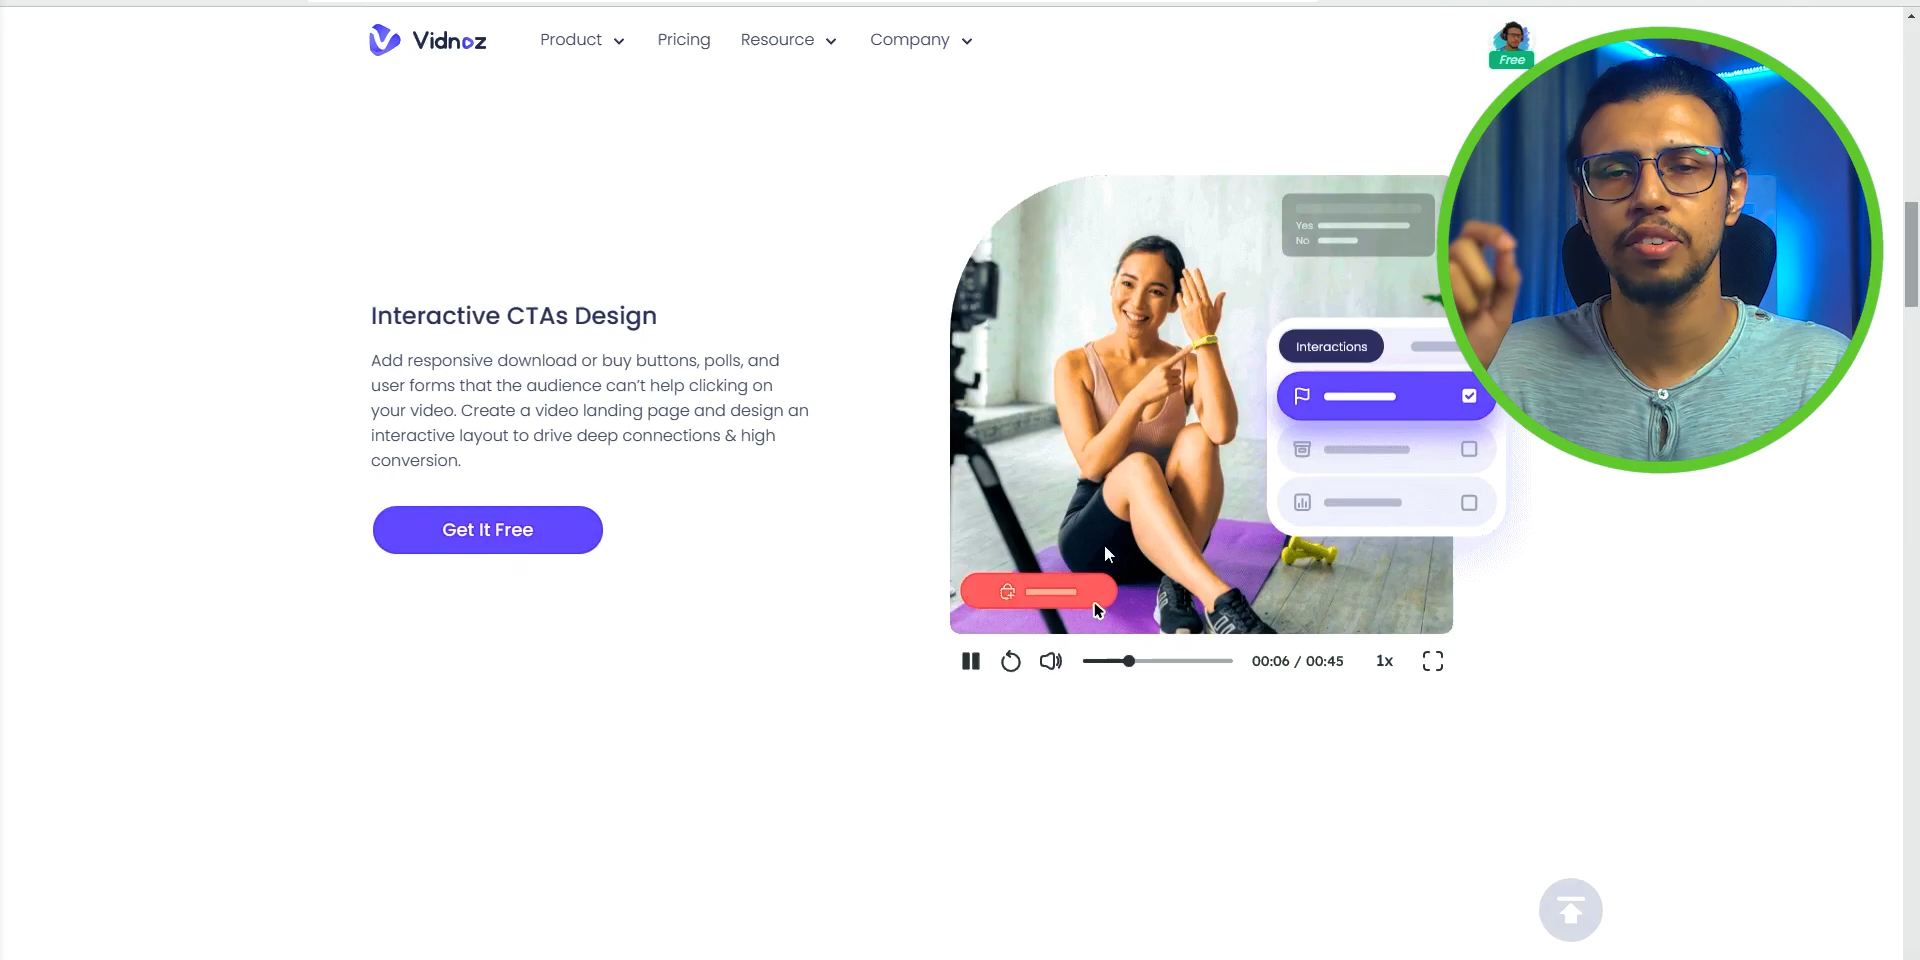 Vidnoz
Product
Pricing
Resource
Company
Free
Yes
No
Interactions
Interactive CTAs Design
Add responsive download or buy buttons, polls, and
user forms that the audience can’t help clicking on
your video. Create a video landing page and design an
interactive layout to drive deep connections & high
conversion.
Get It Free
00:06 / 00:45
1x